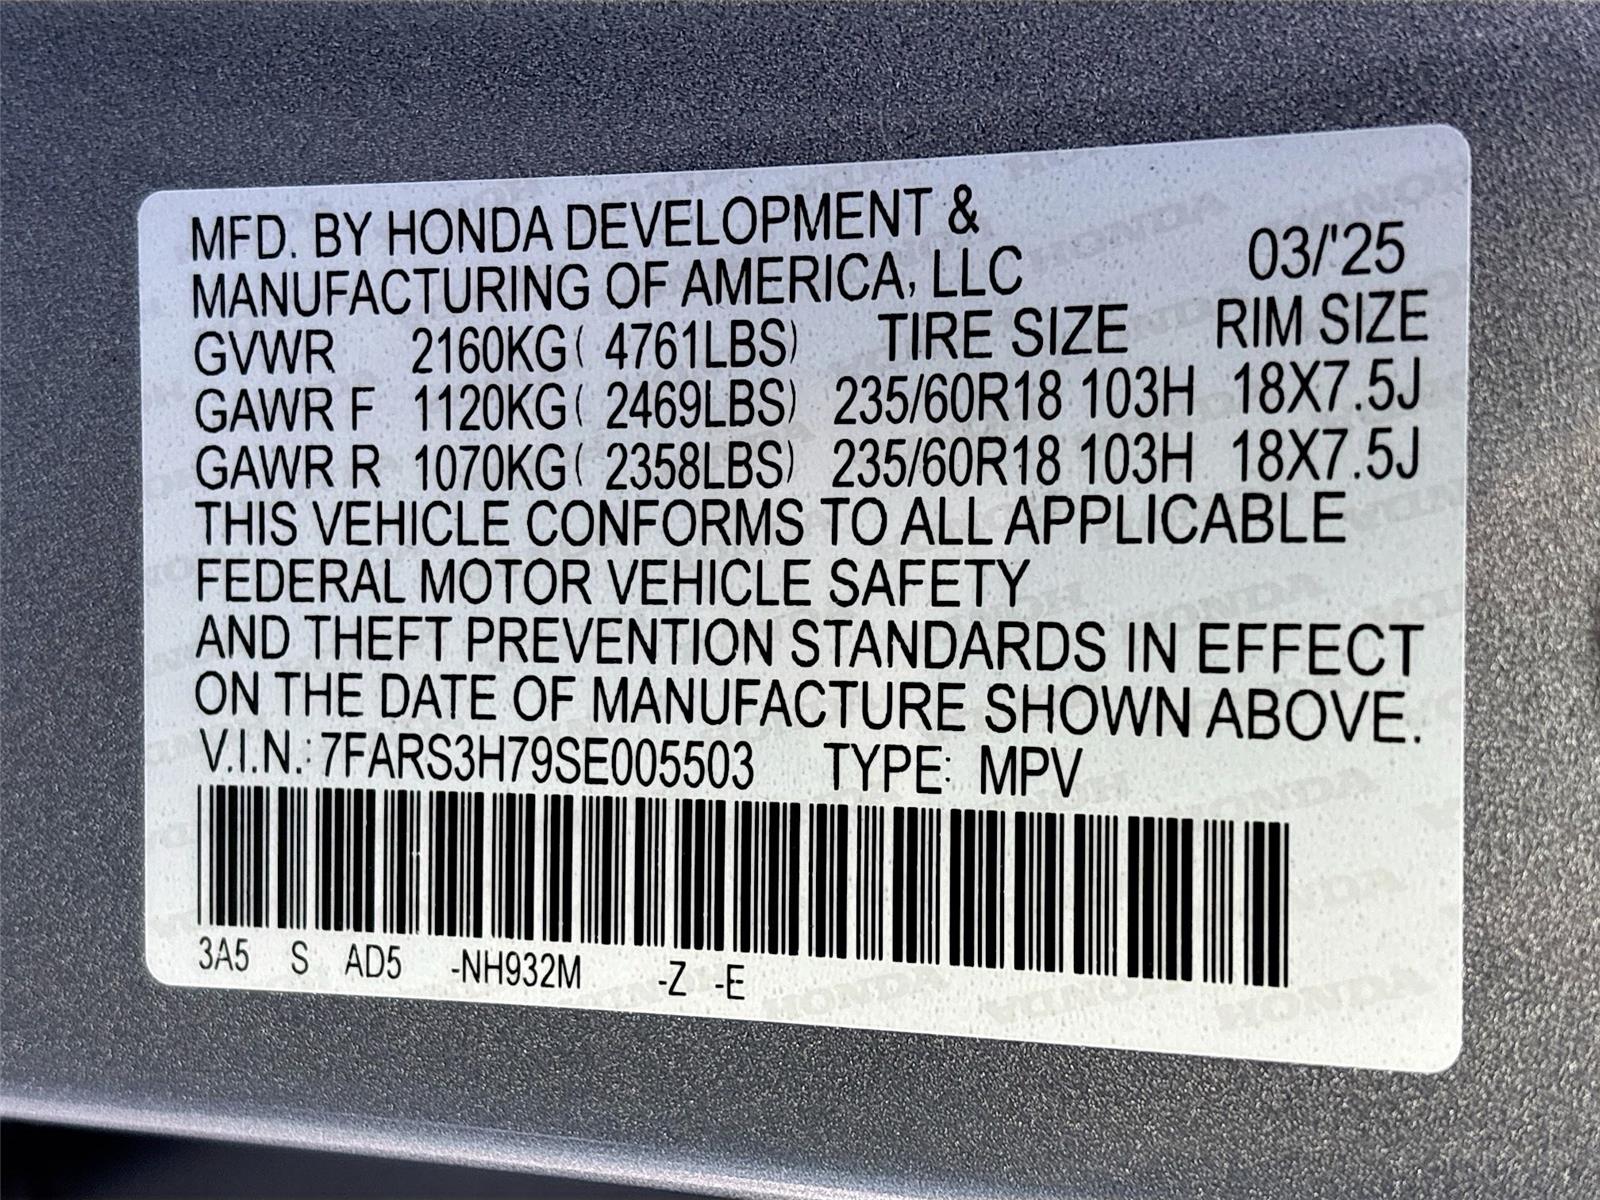 MFD. BY HONDA DEVELOPMENT &
MANUFACTURING OF AMERICA, LLC 03/'25
GVWR 2160KG( 4761LBS) TIRE SIZE RIM SIZE
GAWR F 1120KG( 2469LBS) 235/60R18 103H 18X7.5J
GAWR R 1070KG( 2358LBS) 235/60R18 103H 18X7.5J
THIS VEHICLE CONFORMS TO ALL APPLICABLE
FEDERAL MOTOR VEHICLE SAFETY
AND THEFT PREVENTION STANDARDS IN EFFECT
ON THE DATE OF MANUFACTURE SHOWN ABOVE.
V.I.N.: 7FARS3H79SE005503 TYPE: MPV
3A5 S AD5 -NH932M -Z -E